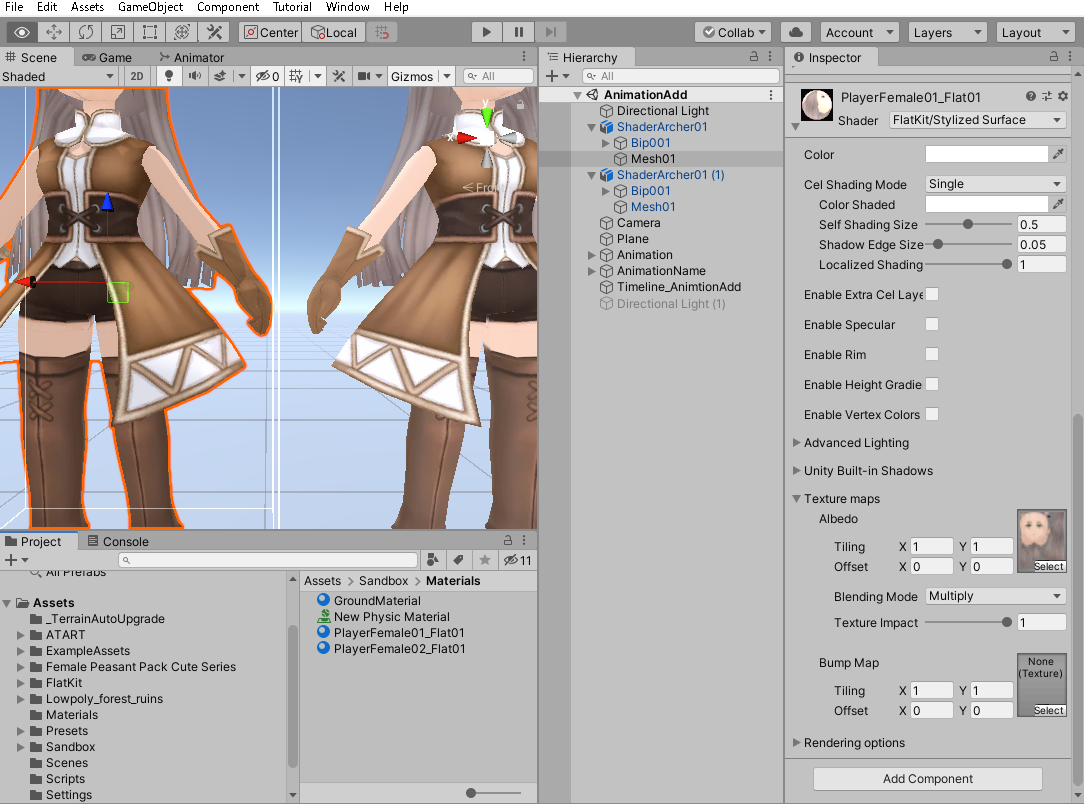 File Edit Assets GameObject Component Tutorial Window Help
Center Local Collab Account Layers Layout
Scene Game Animator
Shaded 2D 0 Gizmos All
y
x
Front
Hierarchy
All
AnimationAdd
Directional Light
ShaderArcher01
Bip001
Mesh01
ShaderArcher01 (1)
Bip001
Mesh01
Camera
Plane
Animation
AnimationName
Timeline_AnimtionAdd
Directional Light (1)
Inspector
PlayerFemale01_Flat01
Shader FlatKit/Stylized Surface
Color
Cel Shading Mode Single
Color Shaded
Self Shading Size 0.5
Shadow Edge Size 0.05
Localized Shading 1
Enable Extra Cel Laye
Enable Specular
Enable Rim
Enable Height Gradie
Enable Vertex Colors
Advanced Lighting
Unity Built-in Shadows
Texture maps
Albedo
Tiling X 1 Y 1
Offset X 0 Y 0 Select
Blending Mode Multiply
Texture Impact 1
Bump Map None
(Texture)
Tiling X 1 Y 1
Offset X 0 Y 0 Select
Rendering options
Add Component
Project Console
11
All Prefabs
Assets
_TerrainAutoUpgrade
ATART
ExampleAssets
Female Peasant Pack Cute Series
FlatKit
Lowpoly_forest_ruins
Materials
Presets
Sandbox
Scenes
Scripts
Settings
Assets > Sandbox > Materials
GroundMaterial
New Physic Material
PlayerFemale01_Flat01
PlayerFemale02_Flat01